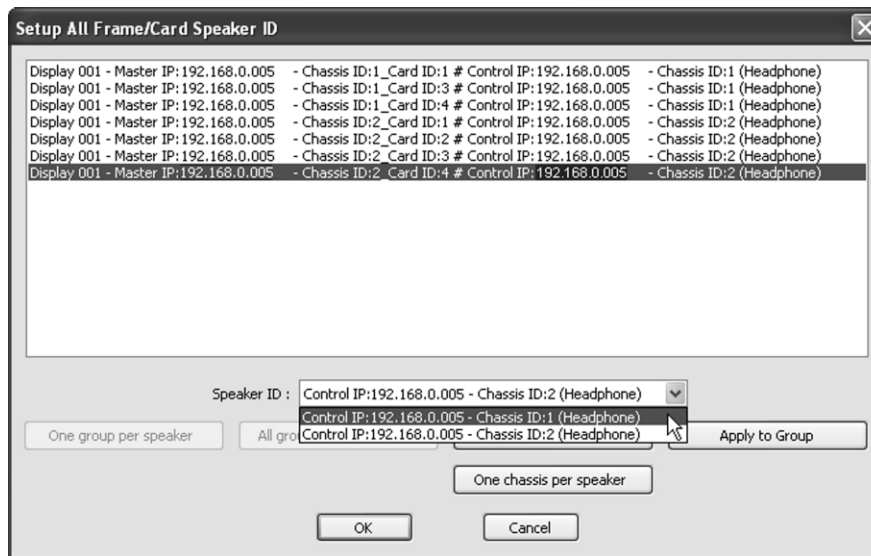 Setup All Frame/Card Speaker ID
Display 001 - Master IP:192.168.0.005 - Chassis ID:1_Card ID:1 # Control IP:192.168.0.005 - Chassis ID:1 (Headphone)
Display 001 - Master IP:192.168.0.005 - Chassis ID:1_Card ID:3 # Control IP:192.168.0.005 - Chassis ID:1 (Headphone)
Display 001 - Master IP:192.168.0.005 - Chassis ID:1_Card ID:4 # Control IP:192.168.0.005 - Chassis ID:1 (Headphone)
Display 001 - Master IP:192.168.0.005 - Chassis ID:2_Card ID:1 # Control IP:192.168.0.005 - Chassis ID:2 (Headphone)
Display 001 - Master IP:192.168.0.005 - Chassis ID:2_Card ID:2 # Control IP:192.168.0.005 - Chassis ID:2 (Headphone)
Display 001 - Master IP:192.168.0.005 - Chassis ID:2_Card ID:3 # Control IP:192.168.0.005 - Chassis ID:2 (Headphone)
Display 001 - Master IP:192.168.0.005 - Chassis ID:2_Card ID:4 # Control IP:192.168.0.005 - Chassis ID:2 (Headphone)
Speaker ID : Control IP:192.168.0.005 - Chassis ID:2 (Headphone)
Control IP:192.168.0.005 - Chassis ID:1 (Headphone)
Control IP:192.168.0.005 - Chassis ID:2 (Headphone)
One group per speaker All Apply to Group
One chassis per speaker
OK Cancel